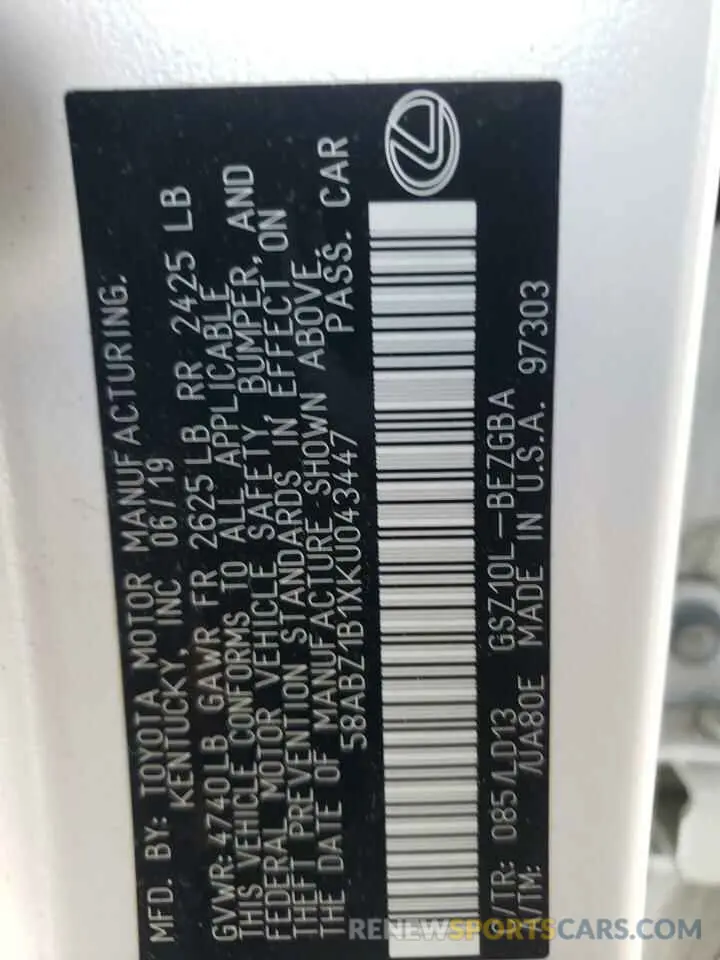 MFD. BY: TOYOTA MOTOR MANUFACTURING,
KENTUCKY, INC 06/19
GVWR: 4740LB GAWR FR 2625LB RR 2425 LB
THIS VEHICLE CONFORMS TO ALL APPLICABLE
FEDERAL MOTOR VEHICLE SAFETY, BUMPER, AND
THEFT PREVENTION STANDARDS IN EFFECT ON
THE DATE OF MANUFACTURE SHOWN ABOVE.
58ABZ1B1XKU043447 PASS. CAR
C/TR: 085/LD13 GSZ10L-BEZGBA
/TM: /UA80E MADE IN U.S.A. 97303
RENEWSPORTSCARS.COM